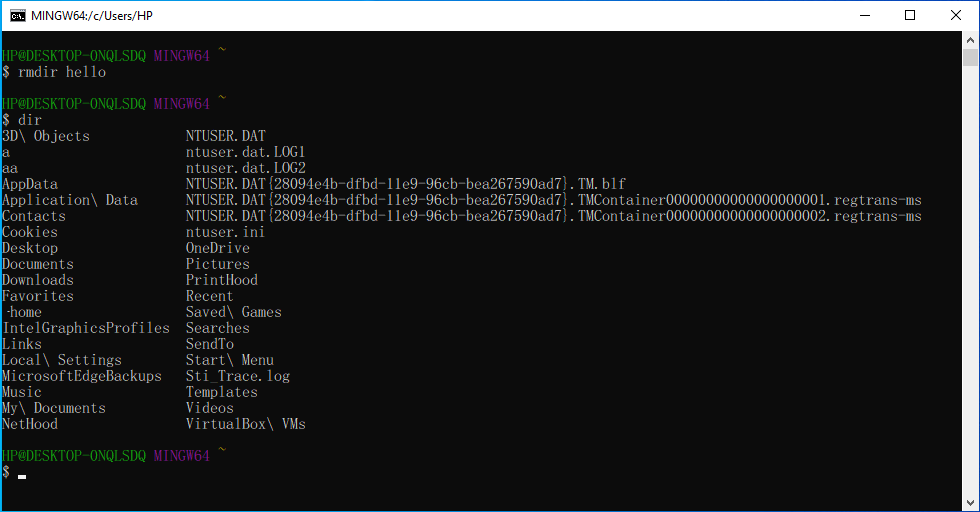 MINGW64:/c/Users/HP
HP@DESKTOP-0NQLSDQ MINGW64 ~
$ rmdir hello
HP@DESKTOP-0NQLSDQ MINGW64 ~
$ dir
3D\ Objects NTUSER.DAT
a ntuser.dat.LOG1
aa ntuser.dat.LOG2
AppData NTUSER.DAT{28094e4b-dfbd-11e9-96cb-bea267590ad7}.TM.blf
Application\ Data NTUSER.DAT{28094e4b-dfbd-11e9-96cb-bea267590ad7}.TMContainer00000000000000000001.regtrans-ms
Contacts NTUSER.DAT{28094e4b-dfbd-11e9-96cb-bea267590ad7}.TMContainer00000000000000000002.regtrans-ms
Cookies ntuser.ini
Desktop OneDrive
Documents Pictures
Downloads PrintHood
Favorites Recent
-home Saved\ Games
IntelGraphicsProfiles Searches
Links SendTo
Local\ Settings Start\ Menu
MicrosoftEdgeBackups Sti_Trace.log
Music Templates
My\ Documents Videos
NetHood VirtualBox\ VMs
HP@DESKTOP-0NQLSDQ MINGW64 ~
$